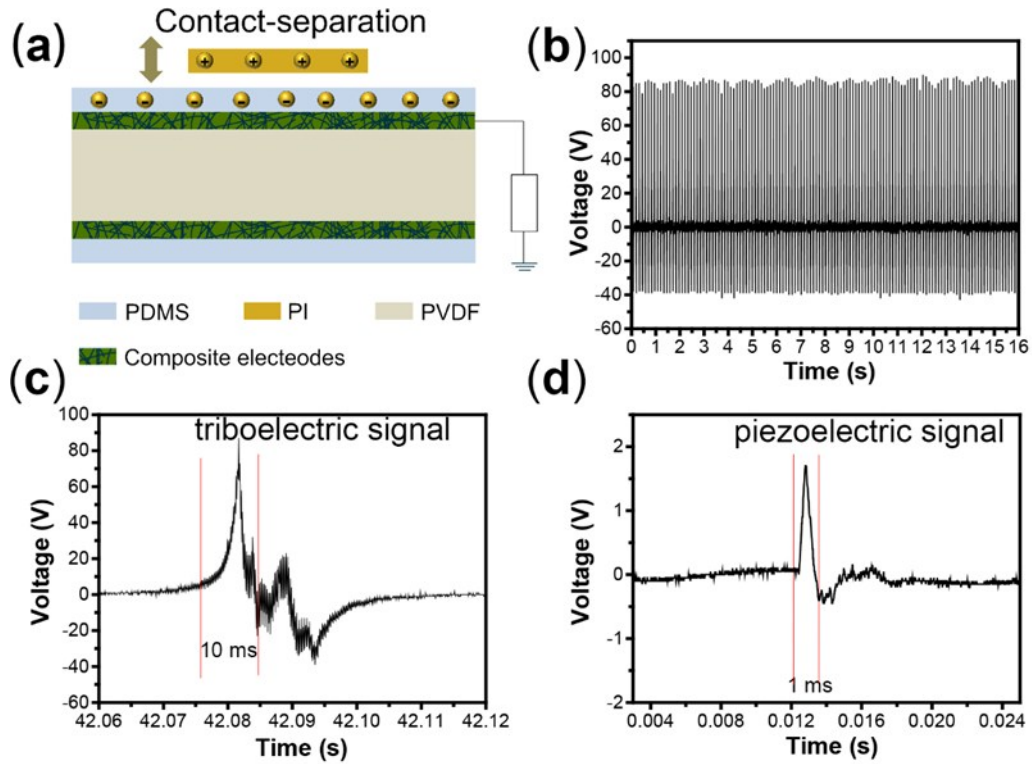 (a)
Contact-separation
+ + + +
- - - - - - - - -
PDMS PI PVDF
Composite electeodes
(b)
Voltage (V)
100
80
60
40
20
0
-20
-40
-60
0 1 2 3 4 5 6 7 8 9 10 11 12 13 14 15 16
Time (s)
(c)
triboelectric signal
Voltage (V)
100
80
60
40
20
0
-20
-40
-60
10 ms
42.06 42.07 42.08 42.09 42.10 42.11 42.12
Time (s)
(d)
piezoelectric signal
Voltage (V)
2
1
0
-1
-2
1 ms
0.004 0.008 0.012 0.016 0.020 0.024
Time (s)